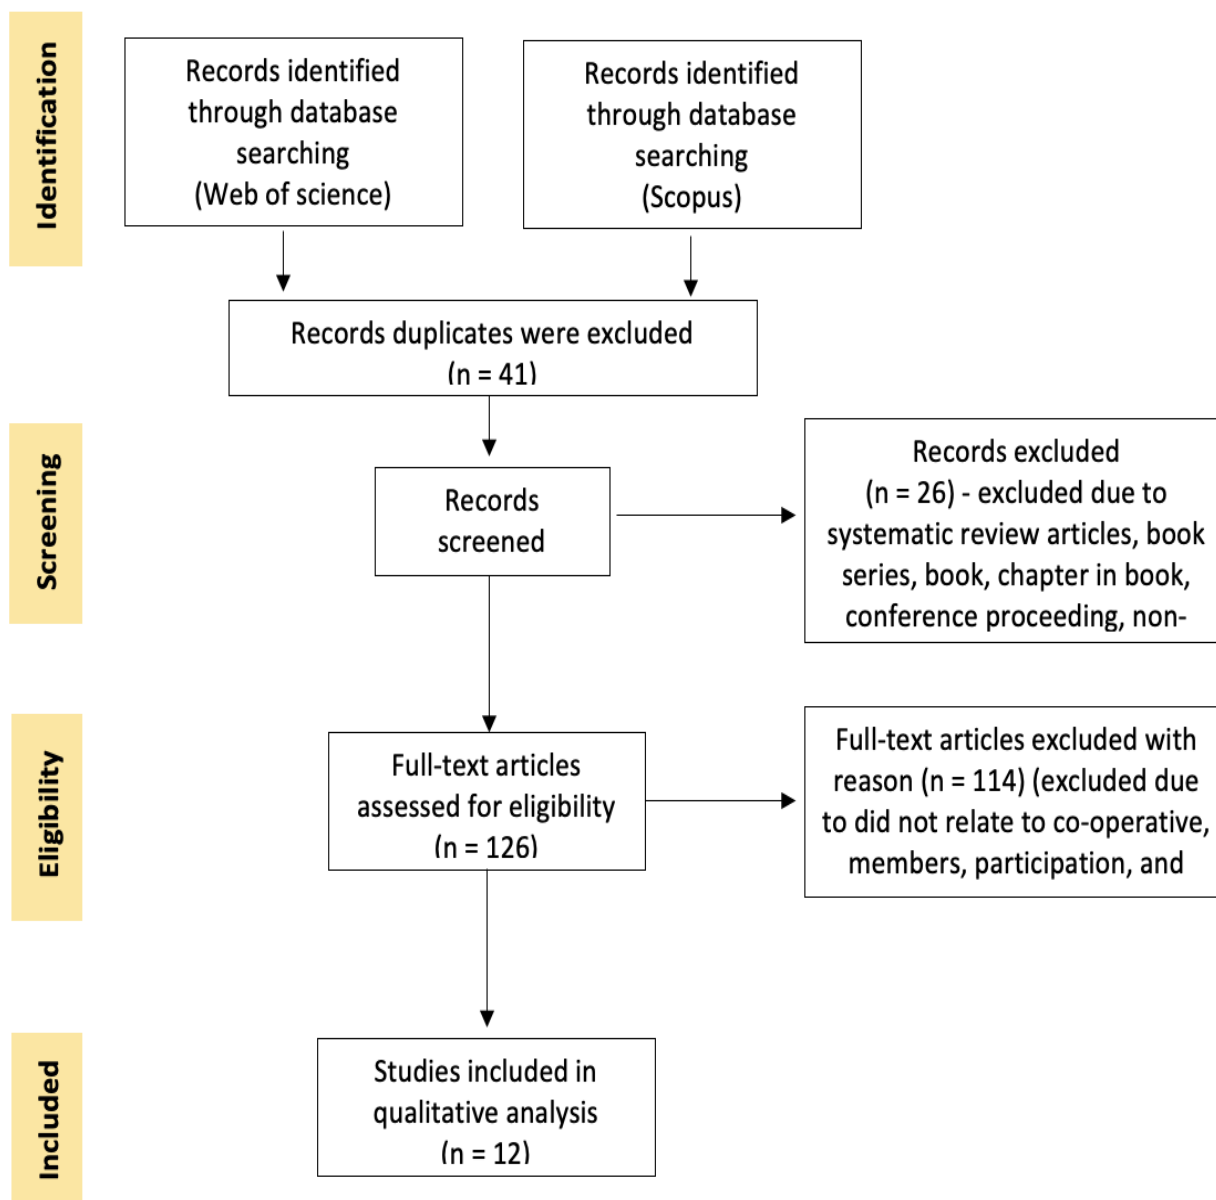 Identification
Records identified
through database
searching
(Web of science)
Records identified
through database
searching
(Scopus)
Records duplicates were excluded
(n = 41)
Screening
Records
screened
Records excluded
(n = 26) - excluded due to
systematic review articles, book
series, book, chapter in book,
conference proceeding, non-
Eligibility
Full-text articles
assessed for eligibility
(n = 126)
Full-text articles excluded with
reason (n = 114) (excluded due
to did not relate to co-operative,
members, participation, and
Included
Studies included in
qualitative analysis
(n = 12)